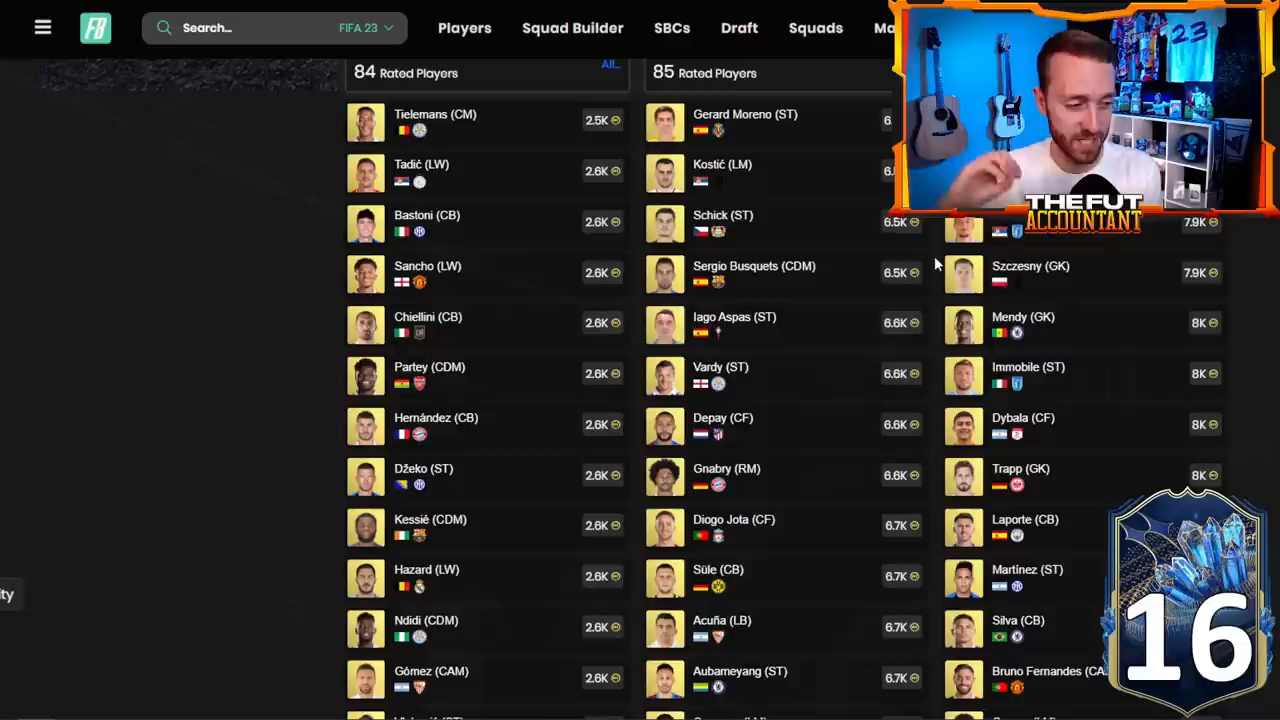 FB
Search...
FIFA 23
Players
Squad Builder
SBCs
Draft
Squads
Ma
23
THE FUT
ACCOUNTANT
84 Rated Players
All...
85 Rated Players
Tielemans (CM)
2.5K
Tadić (LW)
2.6K
Bastoni (CB)
2.6K
Sancho (LW)
2.6K
Chiellini (CB)
2.6K
Partey (CDM)
2.6K
Hernández (CB)
2.6K
Džeko (ST)
2.6K
Kessié (CDM)
2.6K
Hazard (LW)
2.6K
Ndidi (CDM)
2.6K
Gómez (CAM)
2.6K
Gerard Moreno (ST)
6.
Kostić (LM)
6.
Schick (ST)
6.5K
Sergio Busquets (CDM)
6.5K
Iago Aspas (ST)
6.6K
Vardy (ST)
6.6K
Depay (CF)
6.6K
Gnabry (RM)
6.6K
Diogo Jota (CF)
6.7K
Süle (CB)
6.7K
Acuña (LB)
6.7K
Aubameyang (ST)
6.7K
7.9K
Szczesny (GK)
7.9K
Mendy (GK)
8K
Immobile (ST)
8K
Dybala (CF)
8K
Trapp (GK)
8K
Laporte (CB)
Martínez (ST)
Silva (CB)
Bruno Fernandes (CA
ity
16